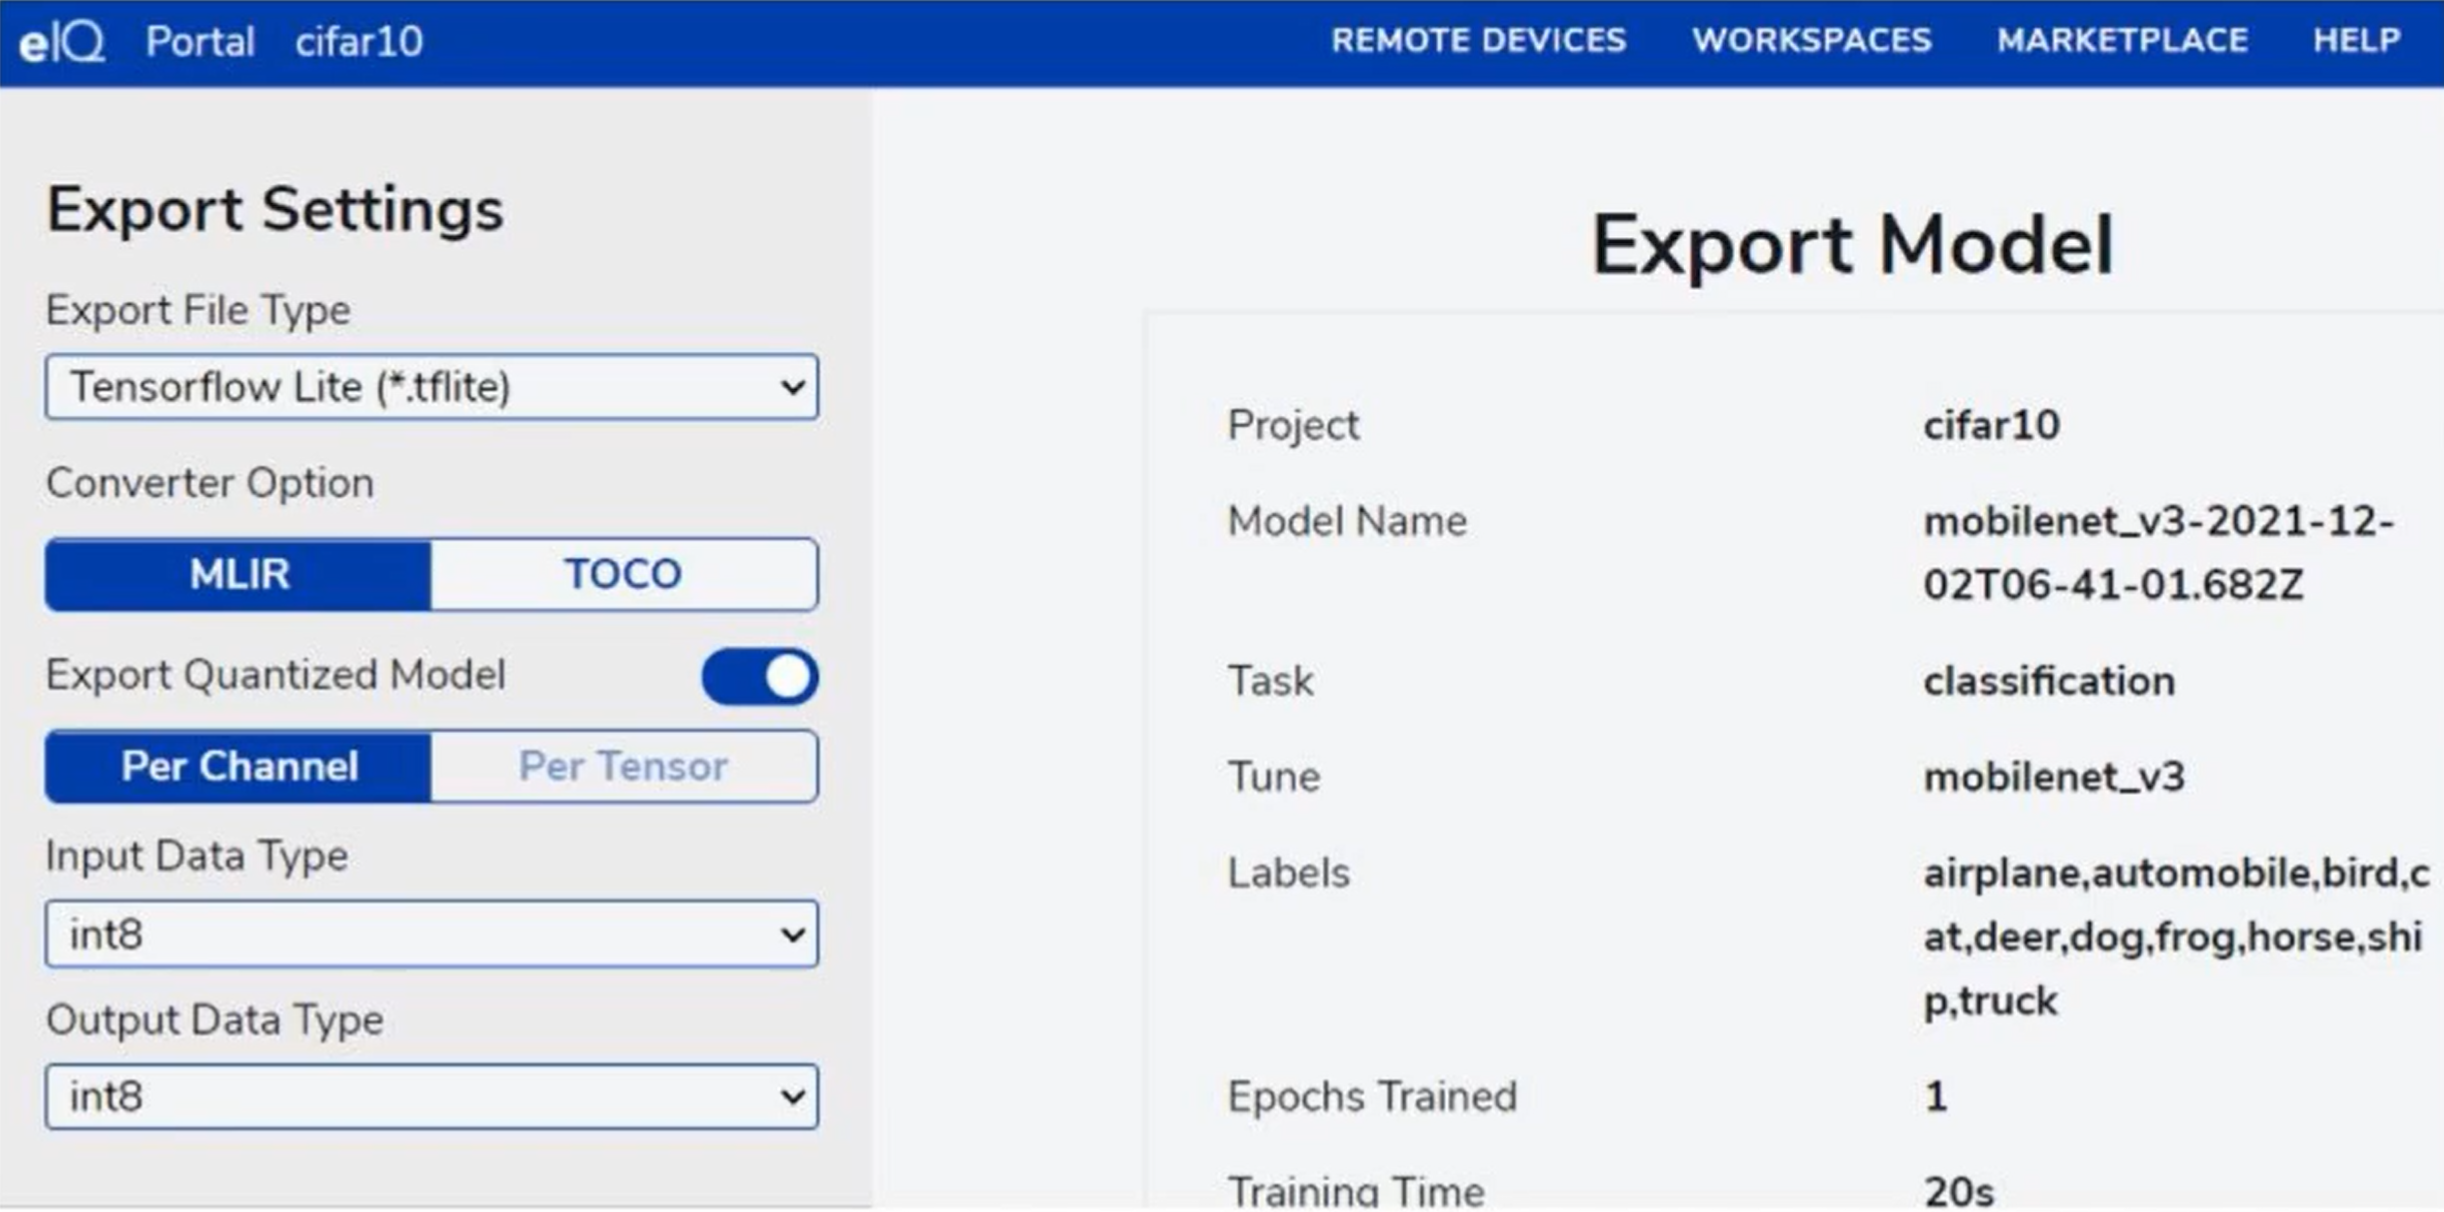 eIQ Portal cifar10 REMOTE DEVICES WORKSPACES MARKETPLACE HELP
Export Settings
Export File Type
Tensorflow Lite (*.tflite)
Converter Option
MLIR TOCO
Export Quantized Model
Per Channel Per Tensor
Input Data Type
int8
Output Data Type
int8
Export Model
Project cifar10
Model Name mobilenet_v3-2021-12-
02T06-41-01.682Z
Task classification
Tune mobilenet_v3
Labels airplane,automobile,bird,c
at,deer,dog,frog,horse,shi
p,truck
Epochs Trained 1
Training Time 20s